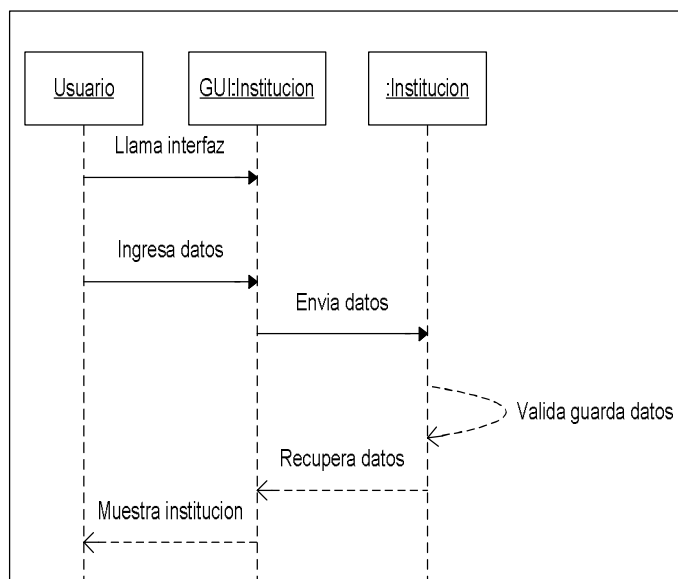 Usuario
GUI:Institucion
:Institucion
Llama interfaz
Ingresa datos
Envia datos
Valida guarda datos
Recupera datos
Muestra institucion